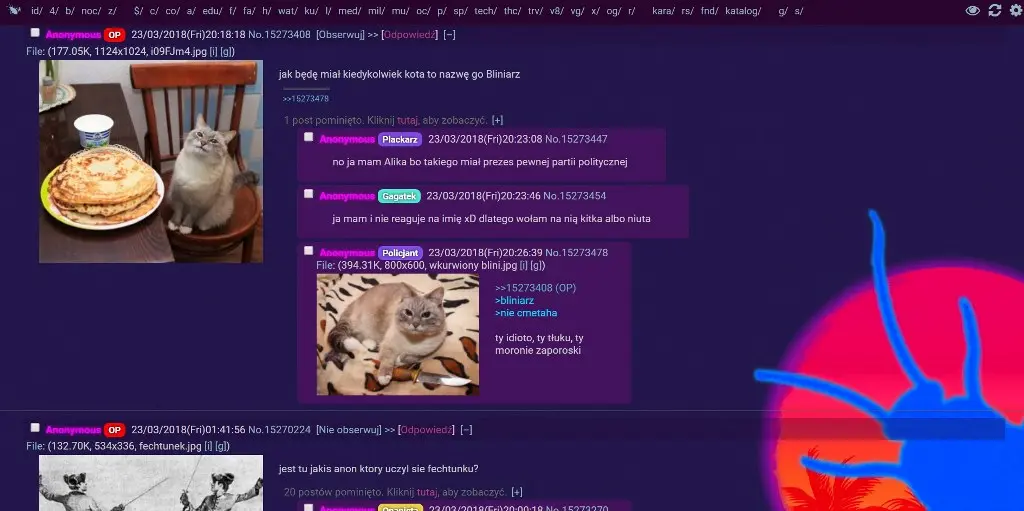 id/ 4/ b/ noc/ z/ $/ c/ co/ a/ edu/ f/ fa/ h/ wat/ ku/ l/ med/ mil/ mu/ oc/ p/ sp/ tech/ thc/ trv/ v8/ vg/ x/ og/ r/ kara/ rs/ fnd/ katalog/ g/ s/
Anonymous OP 23/03/2018(Fri)20:18:18 No.15273408 [Obserwuj] >> [Odpowiedź] [−]
File: (177.05K, 1124x1024, i09FJm4.jpg [i] [g])
jak będę miał kiedykolwiek kota to nazwę go Bliniarz
>>15273478
1 post pominięto. Kliknij tutaj, aby zobaczyć. [+]
Anonymous Plackarz 23/03/2018(Fri)20:23:08 No.15273447
no ja mam Alika bo takiego miał prezes pewnej partii politycznej
Anonymous Gagatek 23/03/2018(Fri)20:23:46 No.15273454
ja mam i nie reaguje na imię xD dlatego wołam na nią kitka albo niuta
Anonymous Policjant 23/03/2018(Fri)20:26:39 No.15273478
File: (394.31K, 800x600, wkurwiony blini.jpg [i] [g])
>>15273408 (OP)
>bliniarz
>nie cmetaha
ty idioto, ty tłuku, ty
moronie zaporoski
Anonymous OP 23/03/2018(Fri)01:41:56 No.15270224 [Nie obserwuj] >> [Odpowiedź] [−]
File: (132.70K, 534x336, fechtunek.jpg [i] [g])
jest tu jakis anon ktory uczyl sie fechtunku?
20 postów pominięto. Kliknij tutaj, aby zobaczyć. [+]
Anonymous Onanista 23/03/2018(Fri)20:00:18 No.15273270